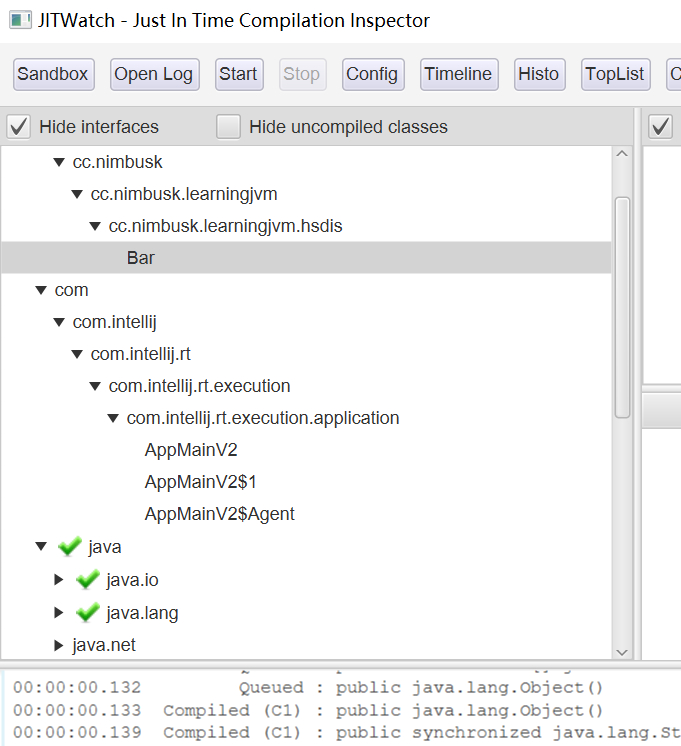 JITWatch - Just In Time Compilation Inspector
Sandbox Open Log Start Stop Config Timeline Histo TopList C
Hide interfaces Hide uncompiled classes
cc.nimbusk
cc.nimbusk.learningjvm
cc.nimbusk.learningjvm.hsdis
Bar
com
com.intellij
com.intellij.rt
com.intellij.rt.execution
com.intellij.rt.execution.application
AppMainV2
AppMainV2$1
AppMainV2$Agent
java
java.io
java.lang
java.net
00:00:00.132 Queued : public java.lang.Object()
00:00:00.133 Compiled (C1) : public java.lang.Object()
00:00:00.139 Compiled (C1) : public synchronized java.lang.St